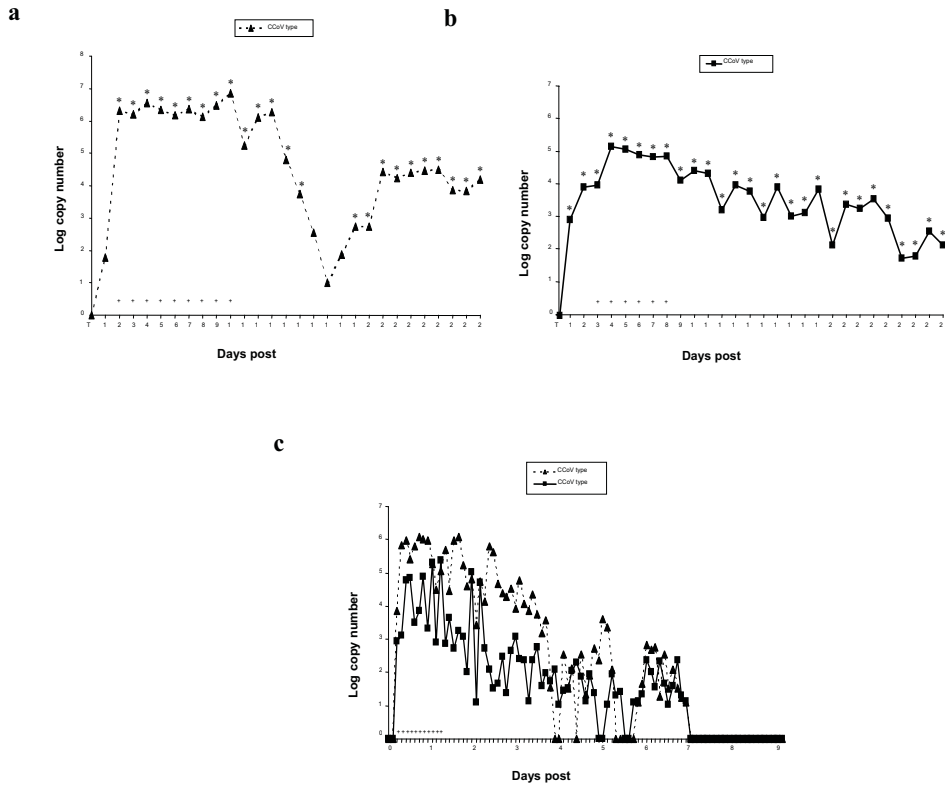 a
CCoV type
8
7
6
5
4
3
2
1
0
Log copy number
* * * * * * * * * * * * * * * * * * * * * * * *
+ + + + + + + + +
T 1 2 3 4 5 6 7 8 9 1 1 1 1 1 1 1 1 1 1 2 2 2 2 2 2 2 2 2
Days post
b
CCoV type
7
6
5
4
3
2
1
0
Log copy number
* * * * * * * * * * * * * * * * * * * * * * * * * * * *
+ + + + + +
T 1 2 3 4 5 6 7 8 9 1 1 1 1 1 1 1 1 1 1 2 2 2 2 2 2 2 2 2
Days post
c
CCoV type
CCoV type
7
6
5
4
3
2
1
0
Log copy number
+++++++++++
0 1 2 3 4 5 6 7 8 9
Days post